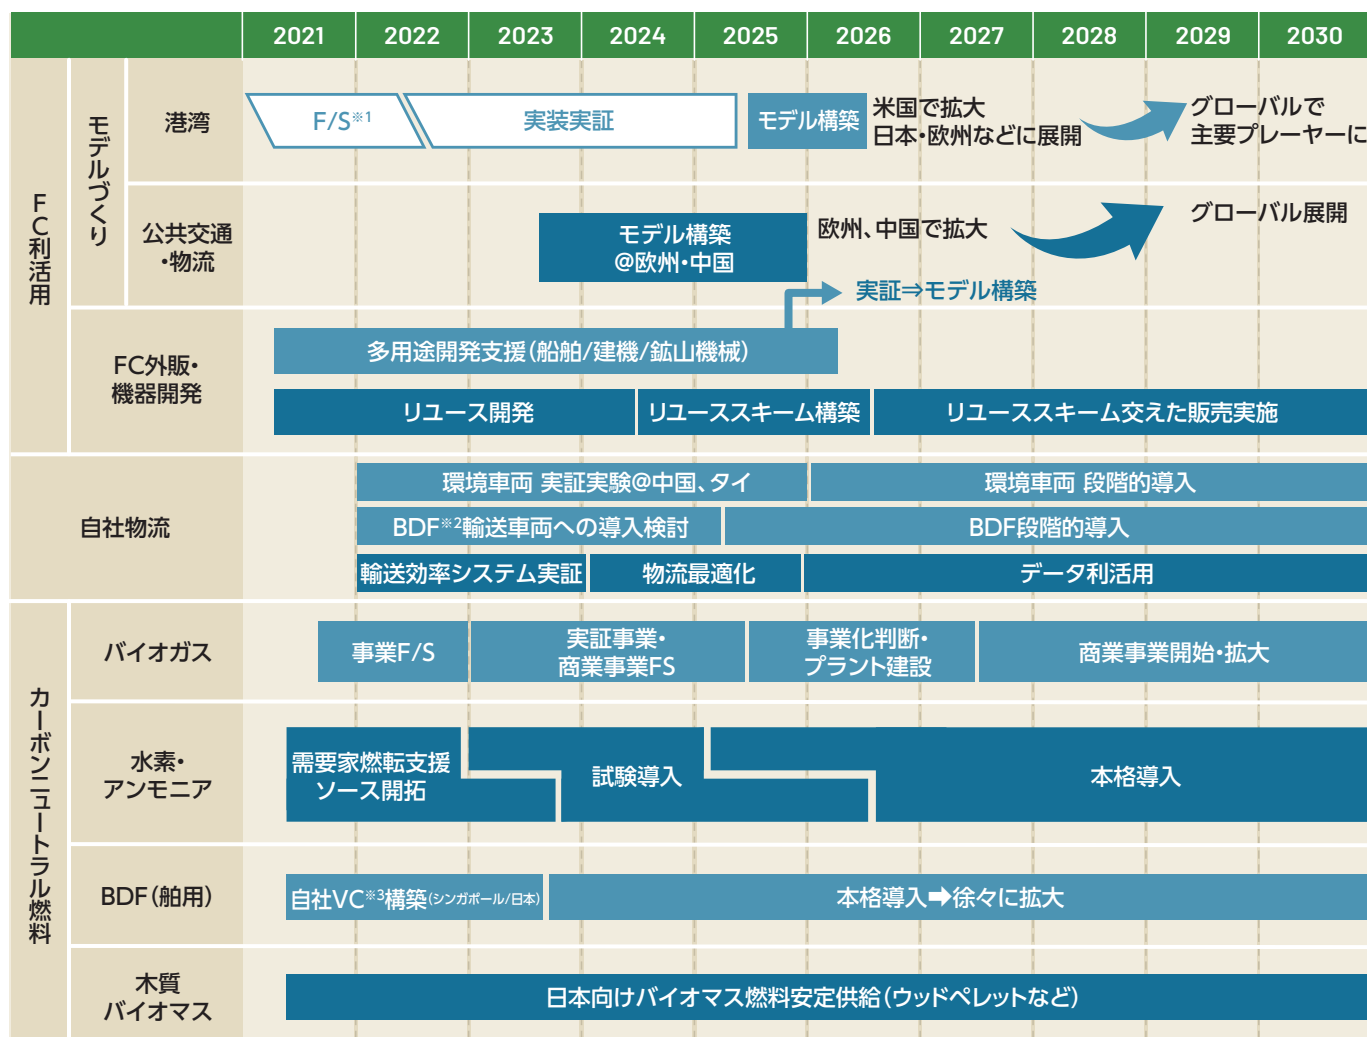 2021 2022 2023 2024 2025 2026 2027 2028 2029 2030
FC利活用
モデルづくり
港湾
F/S※1
実装実証
モデル構築
米国で拡大
日本・欧州などに展開
グローバルで
主要プレーヤーに
公共交通
・物流
モデル構築
@欧州・中国
欧州、中国で拡大
グローバル展開
実証⇒モデル構築
FC外販・
機器開発
多用途開発支援(船舶/建機/鉱山機械)
リユース開発
リユーススキーム構築
リユーススキーム交えた販売実施
自社物流
環境車両 実証実験@中国、タイ
環境車両 段階的導入
BDF※2輸送車両への導入検討
BDF段階的導入
輸送効率システム実証
物流最適化
データ利活用
カーボンニュートラル燃料
バイオガス
事業F/S
実証事業・
商業事業FS
事業化判断・
プラント建設
商業事業開始・拡大
水素・
アンモニア
需要家燃転支援
ソース開拓
試験導入
本格導入
BDF(舶用)
自社VC※3構築(シンガポール/日本)
本格導入➡徐々に拡大
木質
バイオマス
日本向けバイオマス燃料安定供給(ウッドペレットなど)